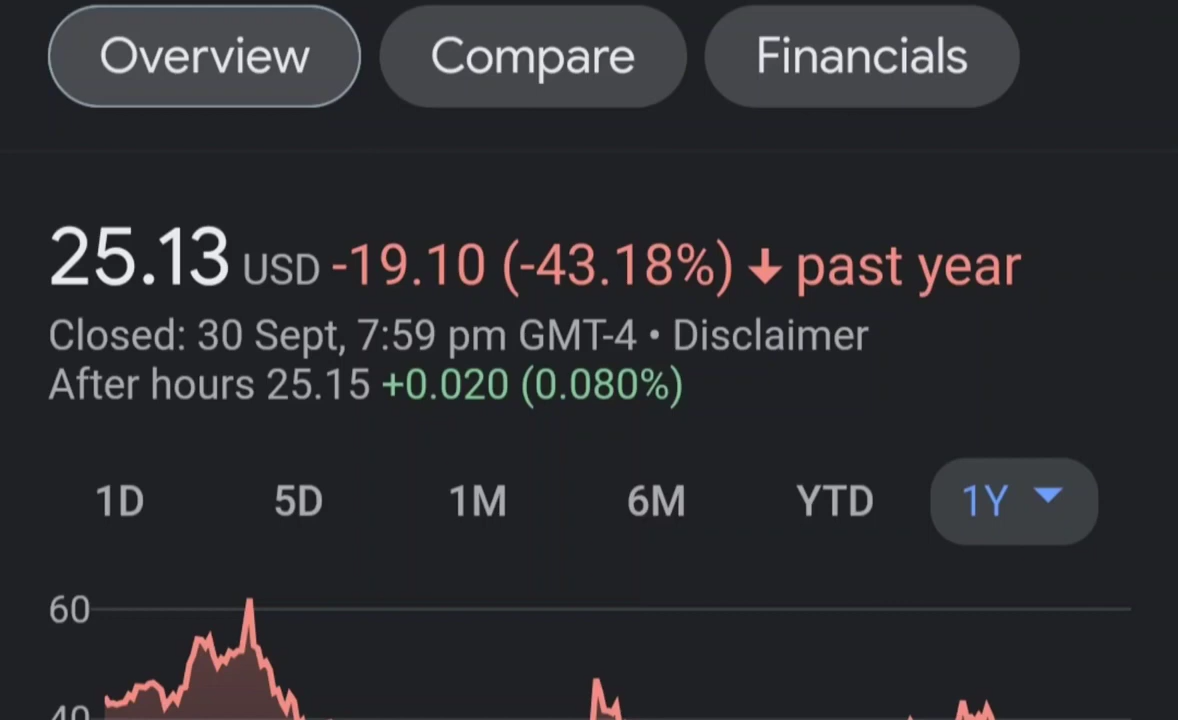 Overview Compare Financials
25.13 USD -19.10 (-43.18%) ↓ past year
Closed: 30 Sept, 7:59 pm GMT-4 • Disclaimer
After hours 25.15 +0.020 (0.080%)
1D 5D 1M 6M YTD 1Y
60
40